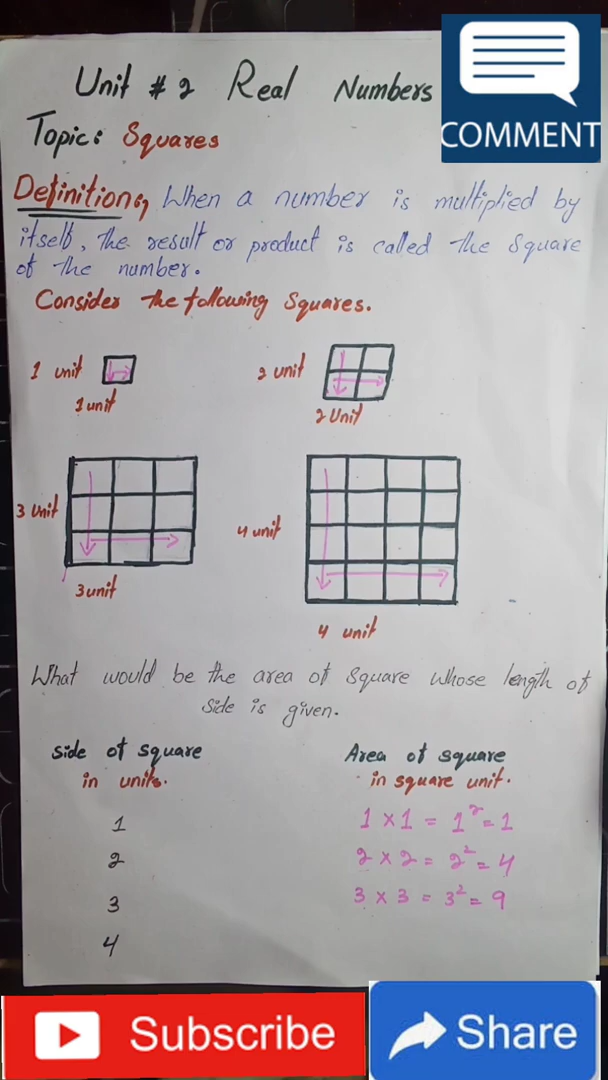 Unit # 2 Real Numbers
COMMENT
Topic: Squares
Definition:, When a number is multiplied by
itself, the result or product is called the square
of the number.
Consider the following Squares.
1 unit
1 unit
2 unit
2 Unit
3 Unit
3 unit
4 unit
4 unit
What would be the area of square whose length of
side is given.
Side of square
in units.
Area of square
in square unit.
1
1 × 1 = 1² = 1
2
2 × 2 = 2² = 4
3
3 × 3 = 3² = 9
4
Subscribe
Share